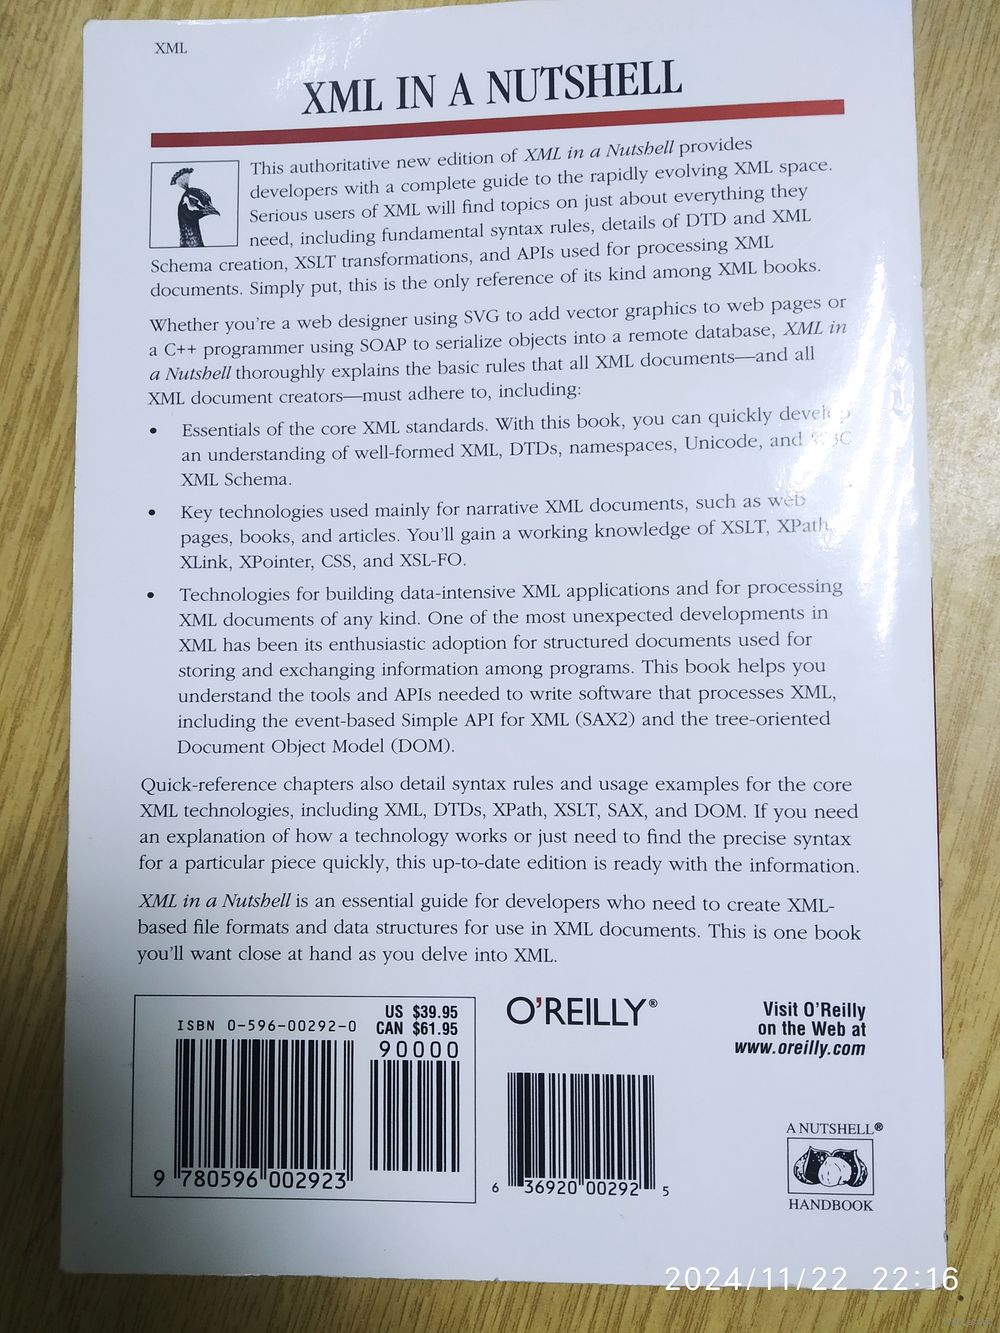 XML
XML IN A NUTSHELL
This authoritative new edition of XML in a Nutshell provides
developers with a complete guide to the rapidly evolving XML space.
Serious users of XML will find topics on just about everything they
need, including fundamental syntax rules, details of DTD and XML
Schema creation, XSLT transformations, and APIs used for processing XML
documents. Simply put, this is the only reference of its kind among XML books.
Whether you're a web designer using SVG to add vector graphics to web pages or
a C++ programmer using SOAP to serialize objects into a remote database, XML in
a Nutshell thoroughly explains the basic rules that all XML documents—and all
XML document creators—must adhere to, including:
• Essentials of the core XML standards. With this book, you can quickly develop
an understanding of well-formed XML, DTDs, namespaces, Unicode, and W3C
XML Schema.
• Key technologies used mainly for narrative XML documents, such as web
pages, books, and articles. You'll gain a working knowledge of XSLT, XPath,
XLink, XPointer, CSS, and XSL-FO.
• Technologies for building data-intensive XML applications and for processing
XML documents of any kind. One of the most unexpected developments in
XML has been its enthusiastic adoption for structured documents used for
storing and exchanging information among programs. This book helps you
understand the tools and APIs needed to write software that processes XML,
including the event-based Simple API for XML (SAX2) and the tree-oriented
Document Object Model (DOM).
Quick-reference chapters also detail syntax rules and usage examples for the core
XML technologies, including XML, DTDs, XPath, XSLT, SAX, and DOM. If you need
an explanation of how a technology works or just need to find the precise syntax
for a particular piece quickly, this up-to-date edition is ready with the information.
XML in a Nutshell is an essential guide for developers who need to create XML-
based file formats and data structures for use in XML documents. This is one book
you'll want close at hand as you delve into XML.
US $39.95
CAN $61.95
ISBN 0-596-00292-0
90000
9 780596 002923
O'REILLY®
6 36920 00292 5
Visit O'Reilly
on the Web at
www.oreilly.com
A NUTSHELL®
HANDBOOK
2024/11/22 22:16